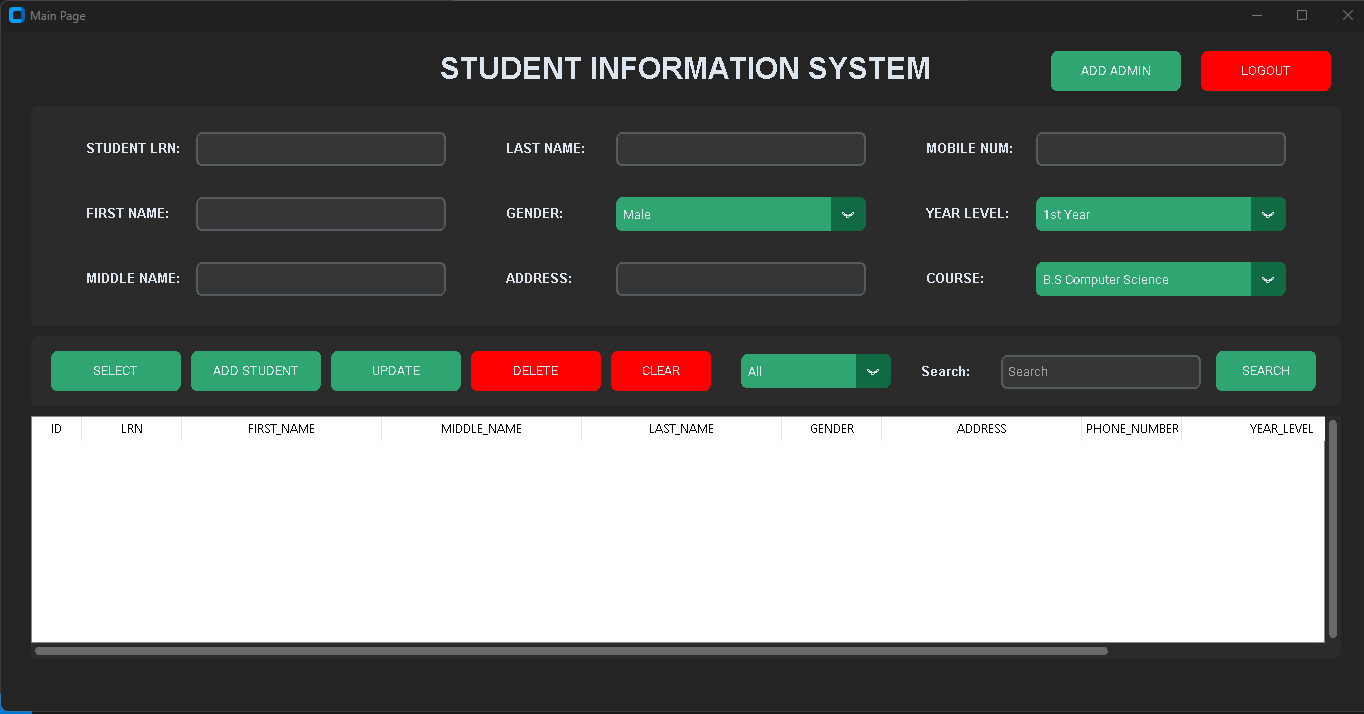 Main Page
STUDENT INFORMATION SYSTEM
ADD ADMIN
LOGOUT
STUDENT LRN:
LAST NAME:
MOBILE NUM:
FIRST NAME:
GENDER:
Male
YEAR LEVEL:
1st Year
MIDDLE NAME:
ADDRESS:
COURSE:
B.S Computer Science
SELECT
ADD STUDENT
UPDATE
DELETE
CLEAR
All
Search:
Search
SEARCH
ID LRN FIRST_NAME MIDDLE_NAME LAST_NAME GENDER ADDRESS PHONE_NUMBER YEAR_LEVEL